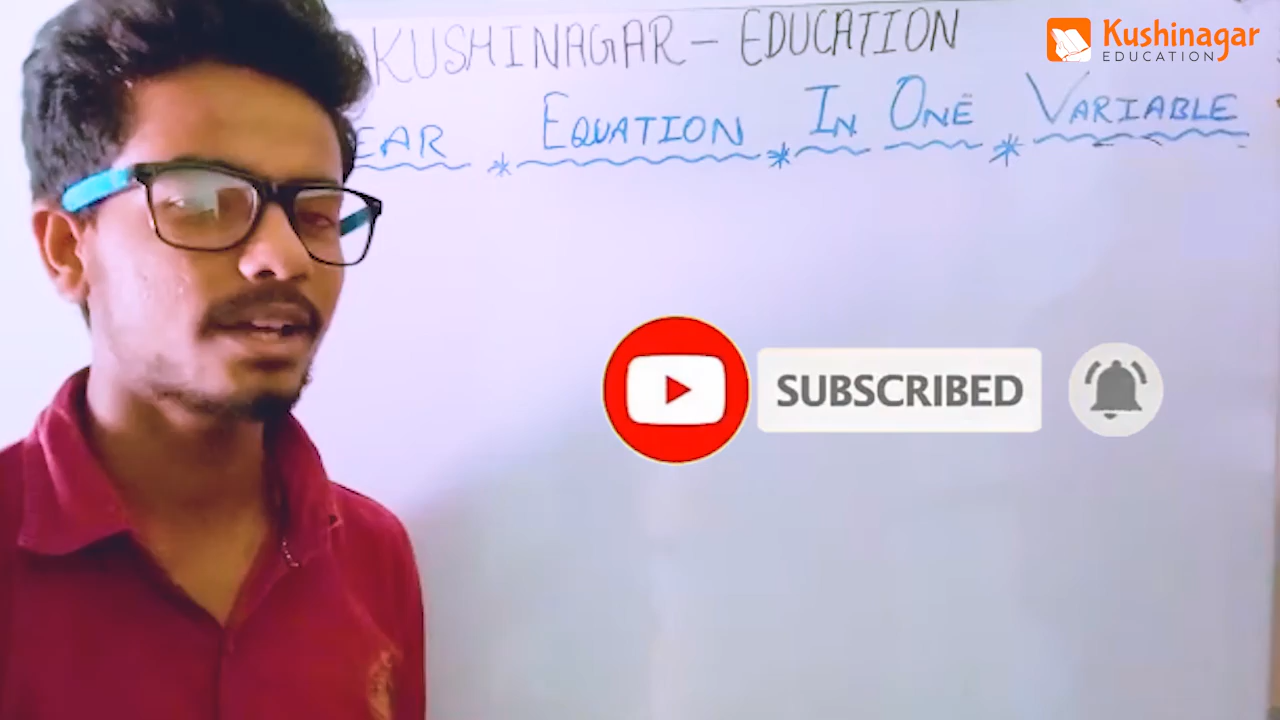 KUSHINAGAR - EDUCATION
Kushinagar
EDUCATION
EAR * EQUATION * IN ONE * VARIABLE
SUBSCRIBED